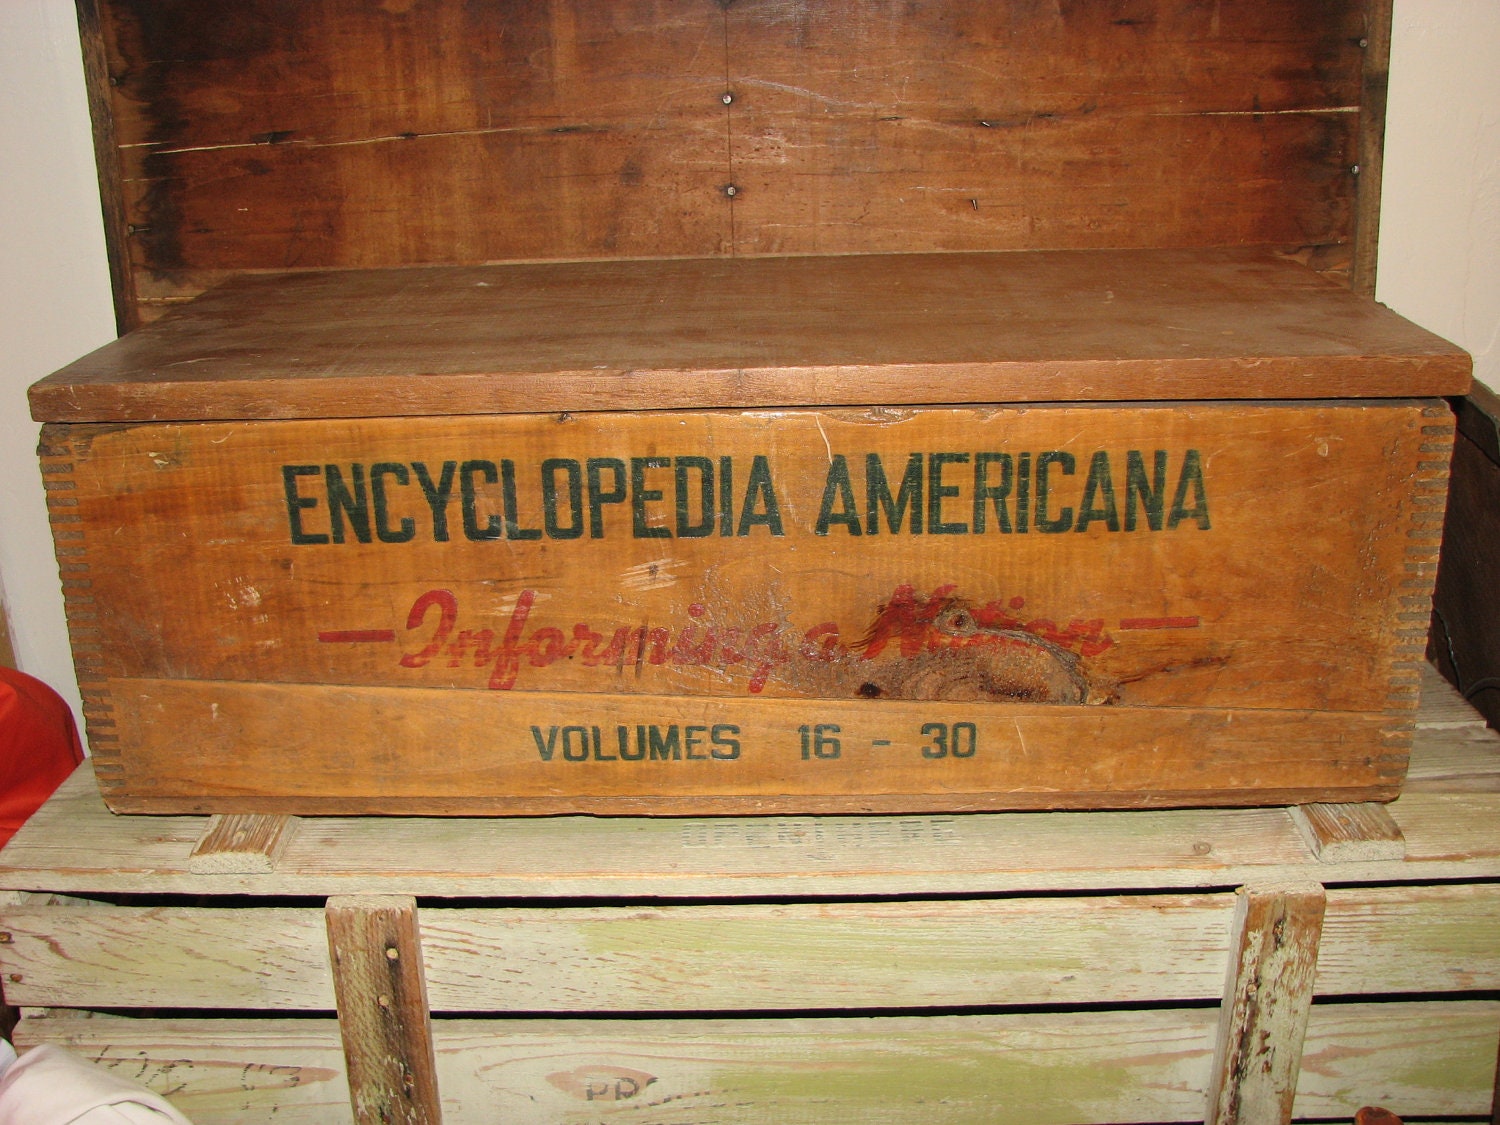 ENCYCLOPEDIA AMERICANA
— Informing a Nation —
VOLUMES 16 - 30